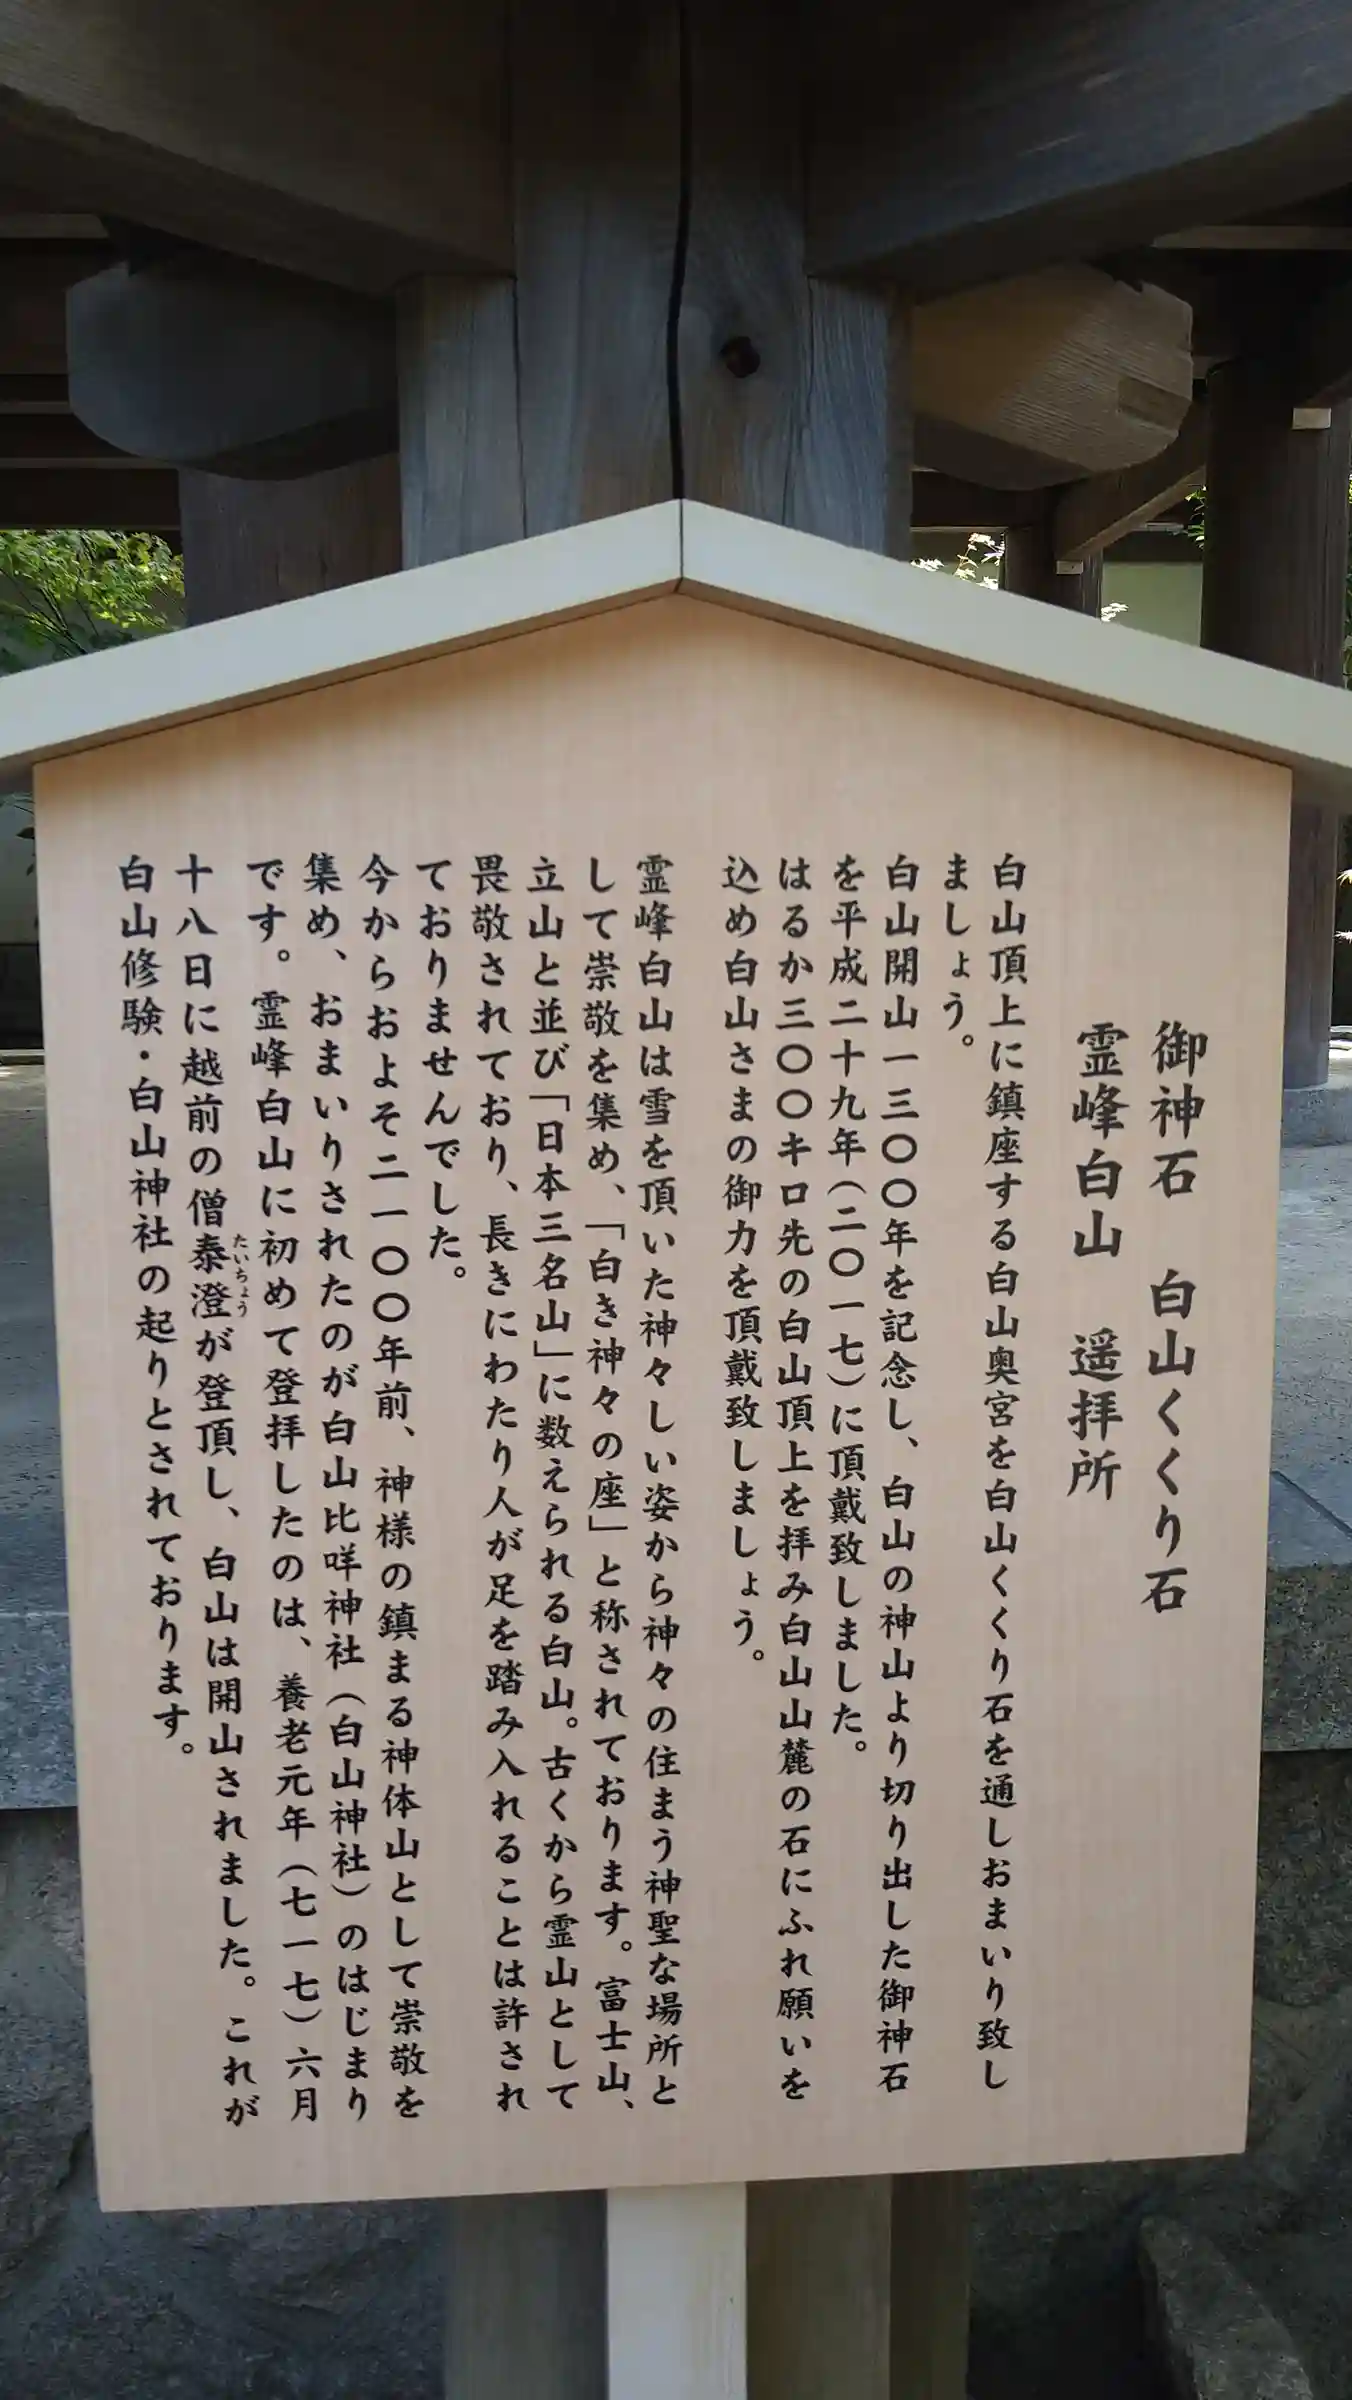 御神石　白山くくり石
霊峰白山　遥拝所
白山頂上に鎮座する白山奥宮を白山くくり石を通しおまいり致し
ましょう。
白山開山一三〇〇年を記念し、白山の神山より切り出した御神石
を平成二十九年（二〇一七）に頂戴致しました。
はるか三〇〇キロ先の白山頂上を拝み白山山麓の石にふれ願いを
込め白山さまの御力を頂戴致しましょう。
霊峰白山は雪を頂いた神々しい姿から神々の住まう神聖な場所と
して崇敬を集め、「白き神々の座」と称されております。富士山、
立山と並び「日本三名山」に数えられる白山。古くから霊山として
畏敬されており、長きにわたり人が足を踏み入れることは許され
ておりませんでした。
今からおよそ二一〇〇年前、神様の鎮まる神体山として崇敬を
集め、おまいりされたのが白山比咩神社（白山神社）のはじまり
です。霊峰白山に初めて登拝したのは、養老元年（七一七）六月
十八日に越前の僧泰澄が登頂し、白山は開山されました。これが
たいちょう
白山修験・白山神社の起りとされております。